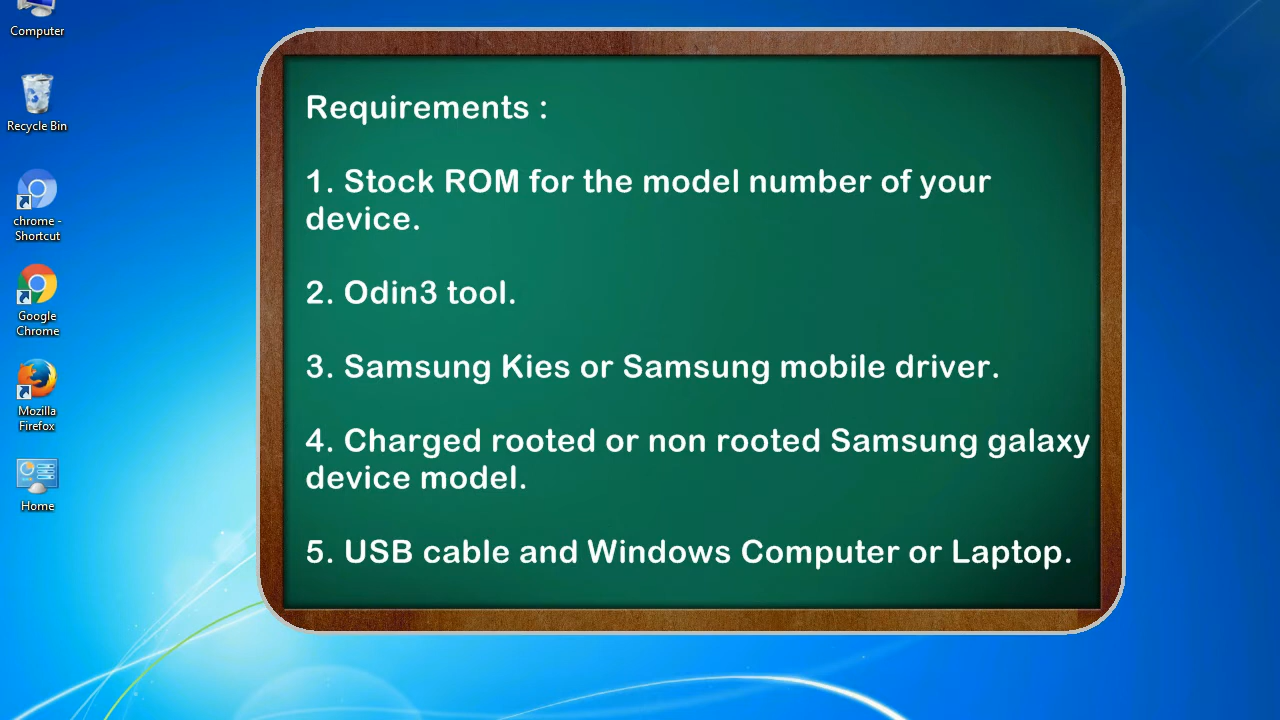 Computer
Recycle Bin
chrome -
Shortcut
Google
Chrome
Mozilla
Firefox
Home
Requirements :
1. Stock ROM for the model number of your
device.
2. Odin3 tool.
3. Samsung Kies or Samsung mobile driver.
4. Charged rooted or non rooted Samsung galaxy
device model.
5. USB cable and Windows Computer or Laptop.